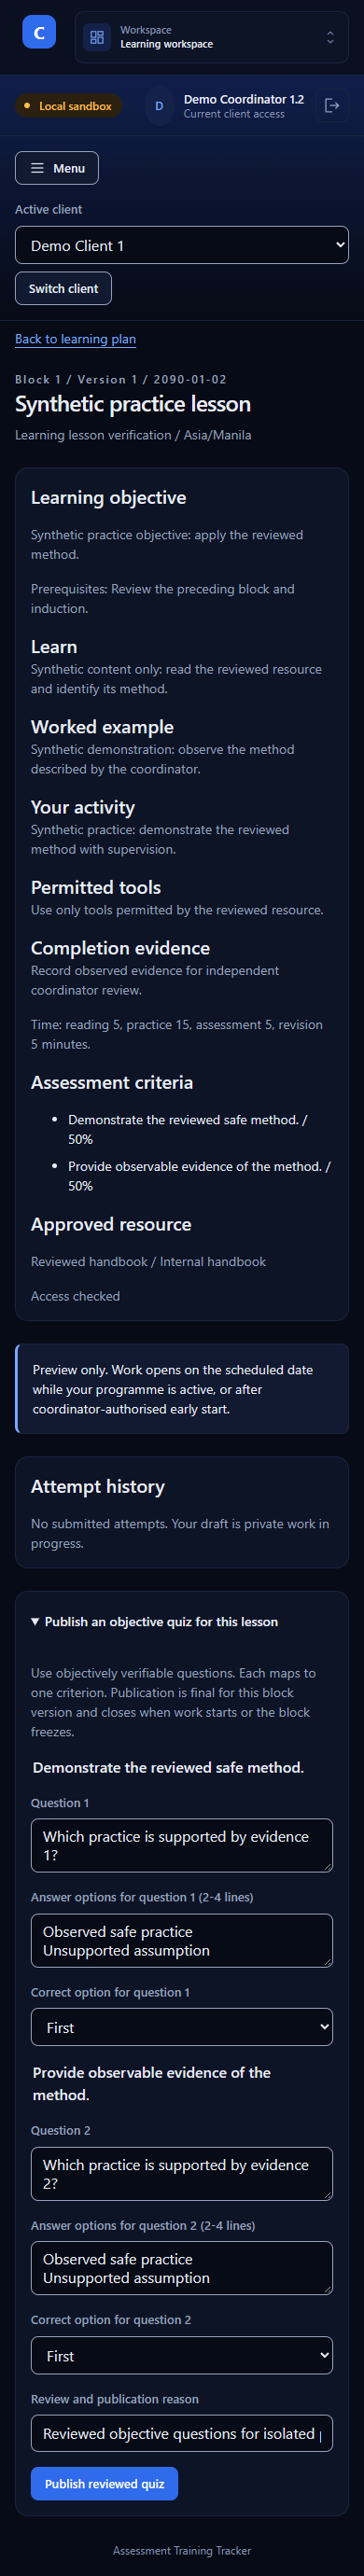 C
Workspace
Learning workspace
Local sandbox
D
Demo Coordinator 1.2
Current client access
Menu
Active client
Demo Client 1
Switch client
Back to learning plan
Block 1 / Version 1 / 2090-01-02
Synthetic practice lesson
Learning lesson verification / Asia/Manila
Learning objective
Synthetic practice objective: apply the reviewed
method.
Prerequisites: Review the preceding block and
induction.
Learn
Synthetic content only: read the reviewed resource
and identify its method.
Worked example
Synthetic demonstration: observe the method
described by the coordinator.
Your activity
Synthetic practice: demonstrate the reviewed
method with supervision.
Permitted tools
Use only tools permitted by the reviewed resource.
Completion evidence
Record observed evidence for independent
coordinator review.
Time: reading 5, practice 15, assessment 5, revision
5 minutes.
Assessment criteria
Demonstrate the reviewed safe method. /
50%
Provide observable evidence of the method. /
50%
Approved resource
Reviewed handbook / Internal handbook
Access checked
Preview only. Work opens on the scheduled date
while your programme is active, or after
coordinator-authorised early start.
Attempt history
No submitted attempts. Your draft is private work in
progress.
Publish an objective quiz for this lesson
Use objectively verifiable questions. Each maps to
one criterion. Publication is final for this block
version and closes when work starts or the block
freezes.
Demonstrate the reviewed safe method.
Question 1
Which practice is supported by evidence
1?
Answer options for question 1 (2-4 lines)
Observed safe practice
Unsupported assumption
Correct option for question 1
First
Provide observable evidence of the
method.
Question 2
Which practice is supported by evidence
2?
Answer options for question 2 (2-4 lines)
Observed safe practice
Unsupported assumption
Correct option for question 2
First
Review and publication reason
Reviewed objective questions for isolated
Publish reviewed quiz
Assessment Training Tracker